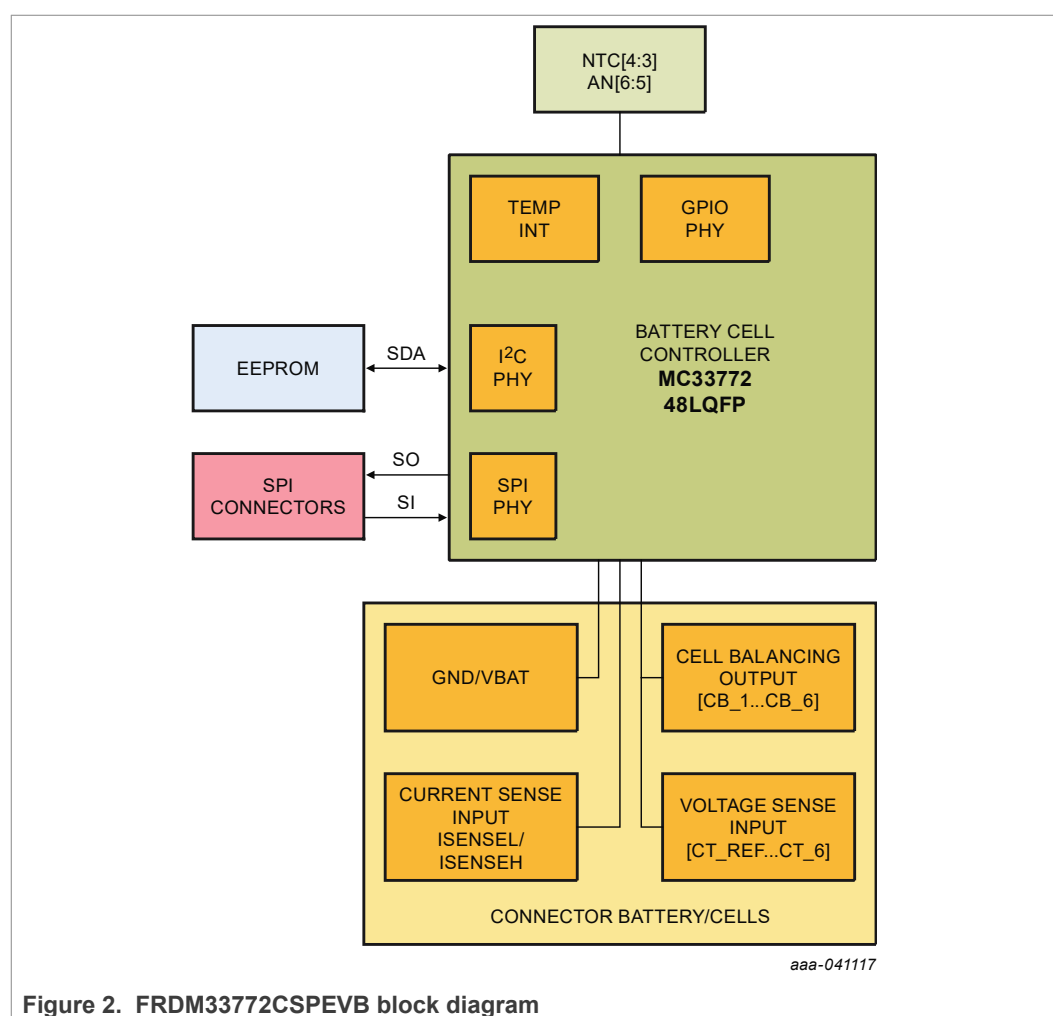 NTC[4:3]
AN[6:5]
TEMP
INT
GPIO
PHY
BATTERY CELL
CONTROLLER
MC33772
48LQFP
EEPROM
SDA
I²C
PHY
SPI
CONNECTORS
SO
SI
SPI
PHY
GND/VBAT
CELL BALANCING
OUTPUT
[CB_1...CB_6]
CURRENT SENSE
INPUT
ISENSEL/
ISENSEH
VOLTAGE SENSE
INPUT
[CT_REF...CT_6]
CONNECTOR BATTERY/CELLS
aaa-041117
Figure 2. FRDM33772CSPEVB block diagram